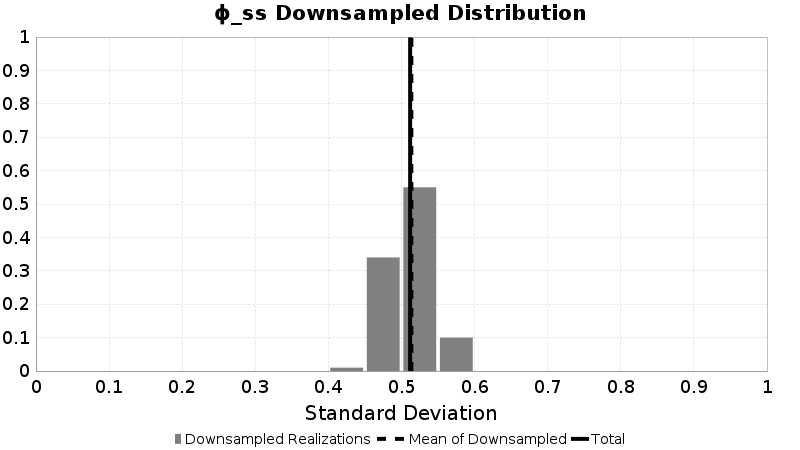 ϕ_ss Downsampled Distribution
1
0.9
0.8
0.7
0.6
0.5
0.4
0.3
0.2
0.1
0
0 0.1 0.2 0.3 0.4 0.5 0.6 0.7 0.8 0.9 1
Standard Deviation
Downsampled Realizations Mean of Downsampled Total